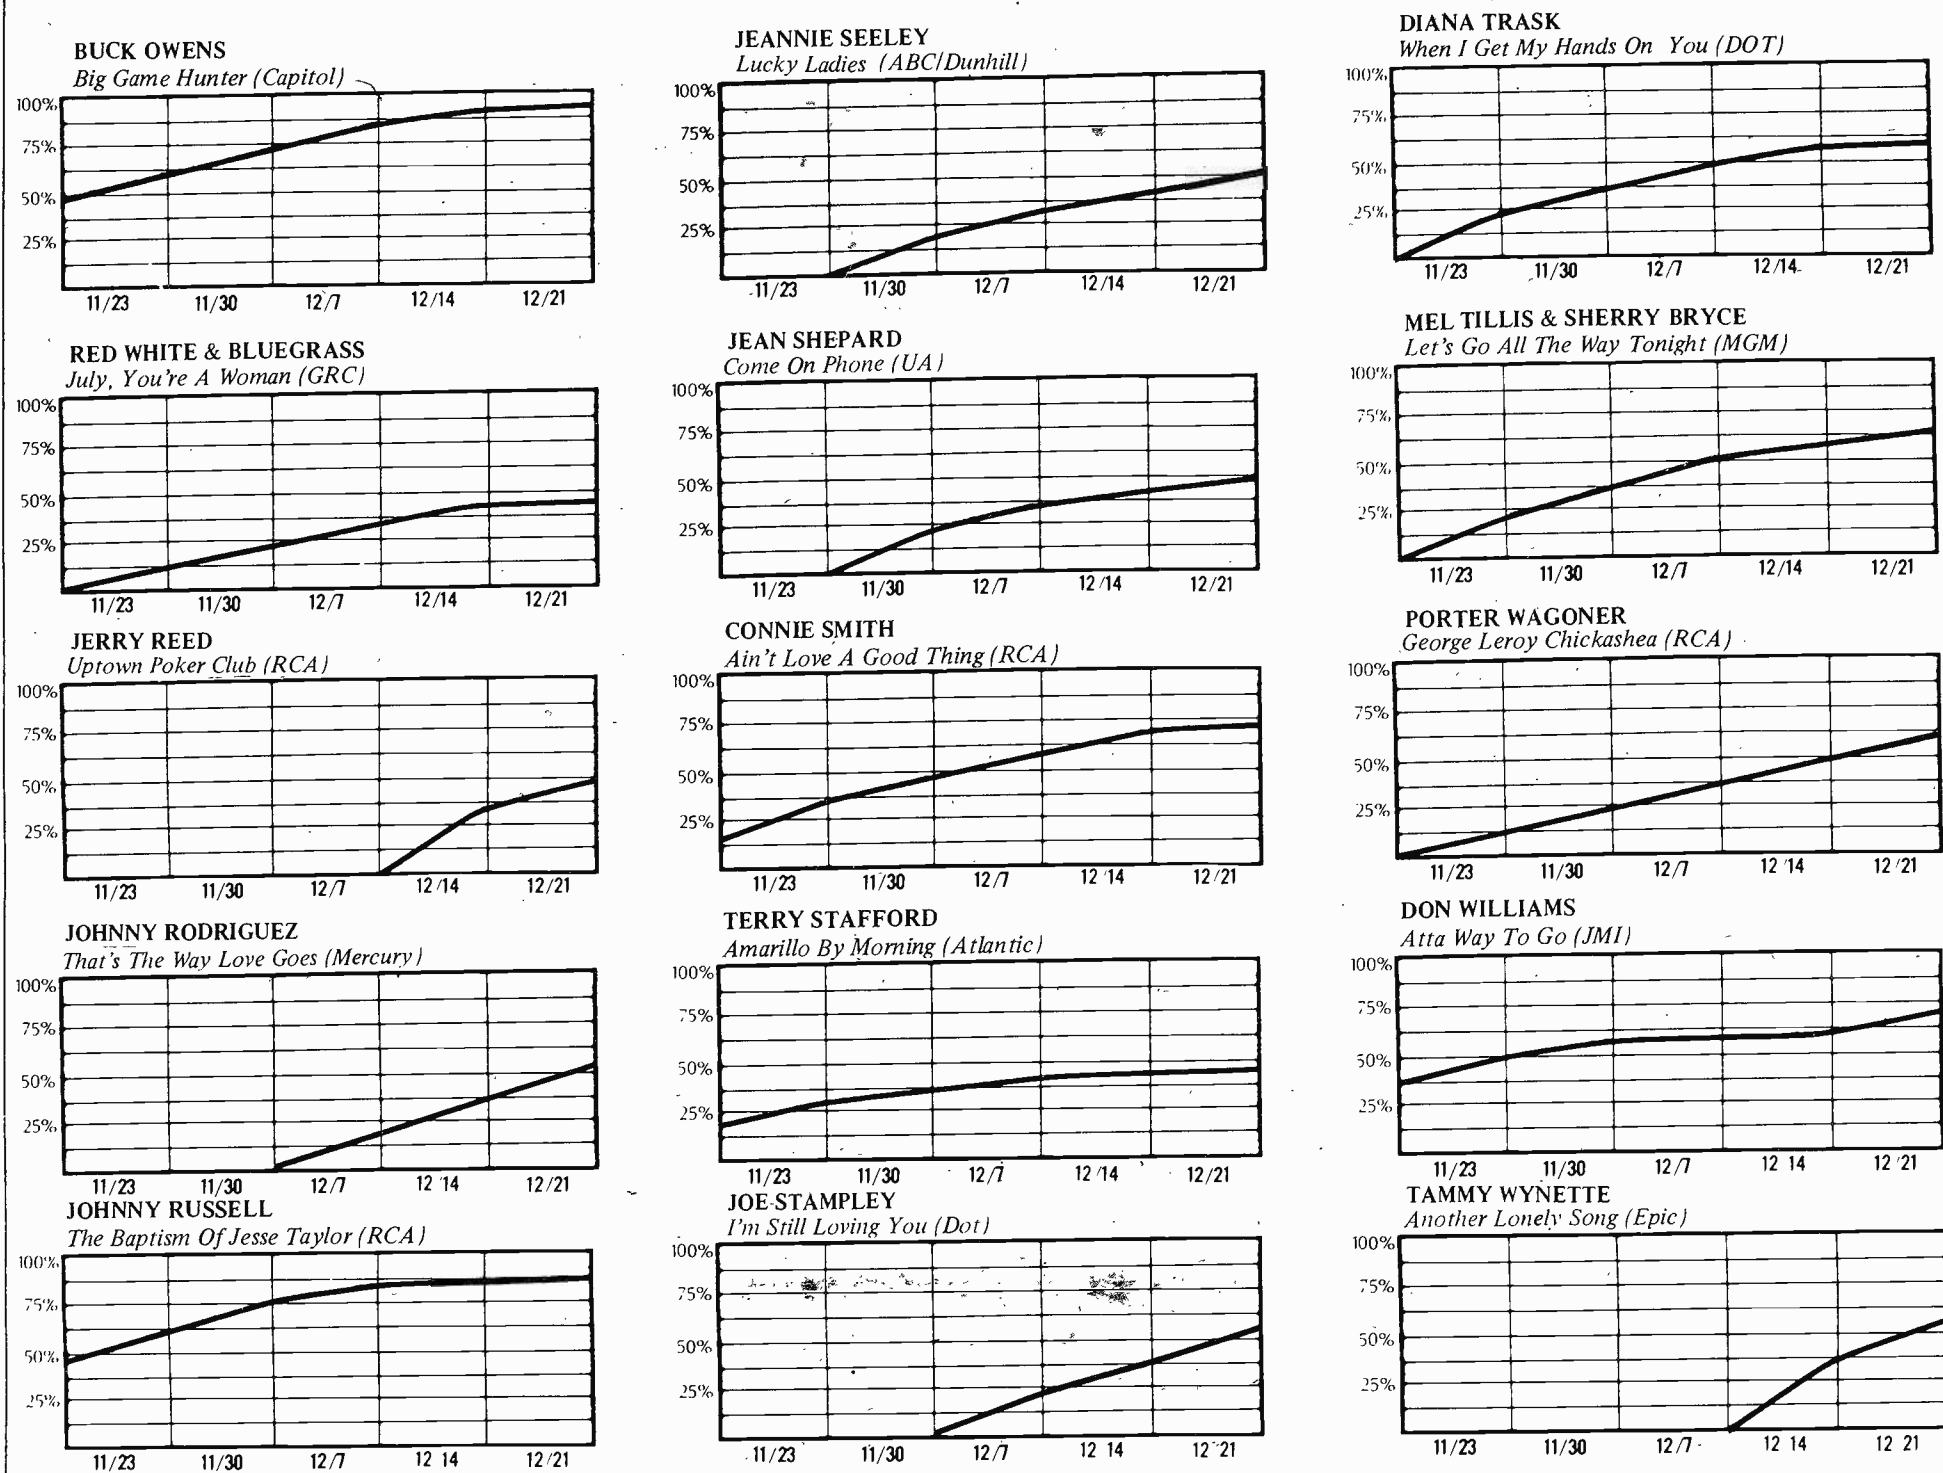 BUCK OWENS
Big Game Hunter (Capitol)
100%
75%
50%
25%
11/23 11/30 12/7 12/14 12/21
JEANNIE SEELEY
Lucky Ladies (ABC/Dunhill)
100%
75%
50%
25%
11/23 11/30 12/7 12/14 12/21
DIANA TRASK
When I Get My Hands On You (DOT)
100%
75%
50%
25%
11/23 11/30 12/7 12/14 12/21
RED WHITE & BLUEGRASS
July, You're A Woman (GRC)
100%
75%
50%
25%
11/23 11/30 12/7 12/14 12/21
JEAN SHEPARD
Come On Phone (UA)
100%
75%
50%
25%
11/23 11/30 12/7 12/14 12/21
MEL TILLIS & SHERRY BRYCE
Let's Go All The Way Tonight (MGM)
100%
75%
50%
25%
11/23 11/30 12/7 12/14 12/21
JERRY REED
Uptown Poker Club (RCA)
100%
75%
50%
25%
11/23 11/30 12/7 12/14 12/21
CONNIE SMITH
Ain't Love A Good Thing (RCA)
100%
75%
50%
25%
11/23 11/30 12/7 12 14 12/21
PORTER WAGONER
George Leroy Chickashea (RCA)
100%
75%
50%
25%
11/23 11/30 12/7 12 14 12/21
JOHNNY RODRIGUEZ
That's The Way Love Goes (Mercury)
100%
75%
50%
25%
11/23 11/30 12/7 12 14 12/21
TERRY STAFFORD
Amarillo By Morning (Atlantic)
100%
75%
50%
25%
11/23 11/30 12/7 12 14 12/21
DON WILLIAMS
Atta Way To Go (JMI)
100%
75%
50%
25%
11/23 11/30 12/7 12 14 12 21
JOHNNY RUSSELL
The Baptism Of Jesse Taylor (RCA)
100%
75%
50%
25%
11/23 11/30 12/7 12 14 12/21
JOE STAMPLEY
I'm Still Loving You (Dot)
100%
75%
50%
25%
11/23 11/30 12/7 12 14 12 21
TAMMY WYNETTE
Another Lonely Song (Epic)
100%
75%
50%
25%
11/23 11/30 12/7 12 14 12 21